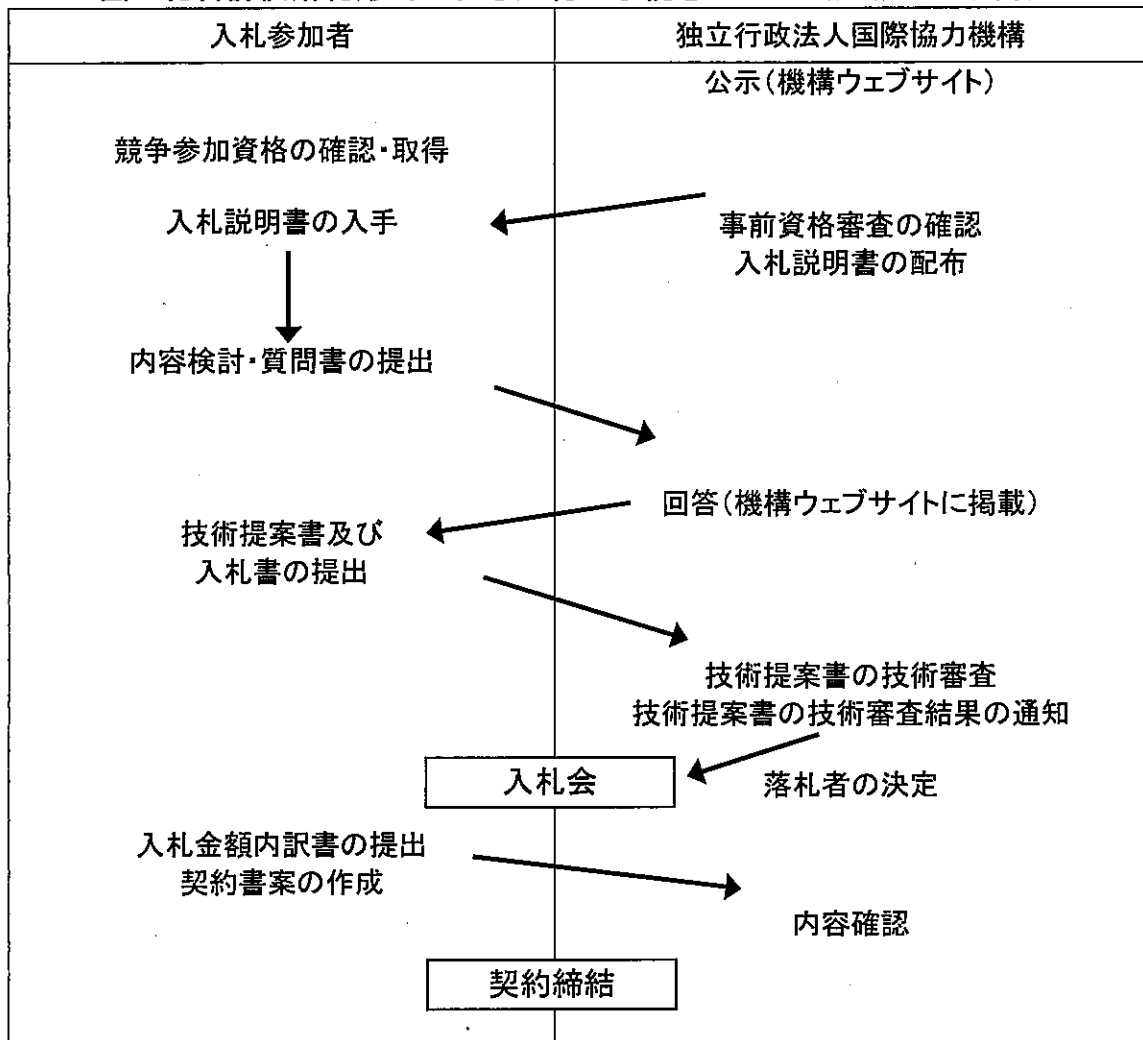 入札参加者
独立行政法人国際協力機構
公示(機構ウェブサイト)
競争参加資格の確認・取得
入札説明書の入手
事前資格審査の確認
入札説明書の配布
内容検討・質問書の提出
回答(機構ウェブサイトに掲載)
技術提案書及び
入札書の提出
技術提案書の技術審査
技術提案書の技術審査結果の通知
入札会
落札者の決定
入札金額内訳書の提出
契約書案の作成
内容確認
契約締結